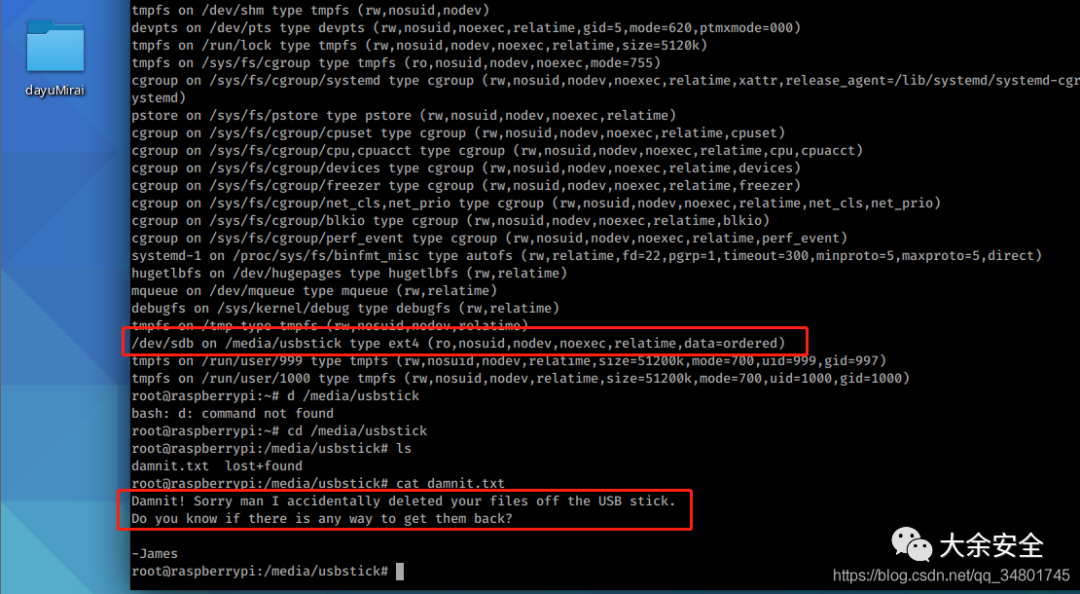 tmpfs on /dev/shm type tmpfs (rw,nosuid,nodev)
devpts on /dev/pts type devpts (rw,nosuid,noexec,relatime,gid=5,mode=620,ptmxmode=000)
tmpfs on /run/lock type tmpfs (rw,nosuid,nodev,noexec,relatime,size=5120k)
tmpfs on /sys/fs/cgroup type tmpfs (ro,nosuid,nodev,noexec,mode=755)
cgroup on /sys/fs/cgroup/systemd type cgroup (rw,nosuid,nodev,noexec,relatime,xattr,release_agent=/lib/systemd/systemd-cgr
ystemd)
pstore on /sys/fs/pstore type pstore (rw,nosuid,nodev,noexec,relatime)
cgroup on /sys/fs/cgroup/cpuset type cgroup (rw,nosuid,nodev,noexec,relatime,cpuset)
cgroup on /sys/fs/cgroup/cpu,cpuacct type cgroup (rw,nosuid,nodev,noexec,relatime,cpu,cpuacct)
cgroup on /sys/fs/cgroup/devices type cgroup (rw,nosuid,nodev,noexec,relatime,devices)
cgroup on /sys/fs/cgroup/freezer type cgroup (rw,nosuid,nodev,noexec,relatime,freezer)
cgroup on /sys/fs/cgroup/net_cls,net_prio type cgroup (rw,nosuid,nodev,noexec,relatime,net_cls,net_prio)
cgroup on /sys/fs/cgroup/blkio type cgroup (rw,nosuid,nodev,noexec,relatime,blkio)
cgroup on /sys/fs/cgroup/perf_event type cgroup (rw,nosuid,nodev,noexec,relatime,perf_event)
systemd-1 on /proc/sys/fs/binfmt_misc type autofs (rw,relatime,fd=22,pgrp=1,timeout=300,minproto=5,maxproto=5,direct)
hugetlbfs on /dev/hugepages type hugetlbfs (rw,relatime)
mqueue on /dev/mqueue type mqueue (rw,relatime)
debugfs on /sys/kernel/debug type debugfs (rw,relatime)
tmpfs on /tmp type tmpfs (rw,nosuid,nodev,relatime)
/dev/sdb on /media/usbstick type ext4 (ro,nosuid,nodev,noexec,relatime,data=ordered)
tmpfs on /run/user/999 type tmpfs (rw,nosuid,nodev,relatime,size=51200k,mode=700,uid=999,gid=997)
tmpfs on /run/user/1000 type tmpfs (rw,nosuid,nodev,relatime,size=51200k,mode=700,uid=1000,gid=1000)
root@raspberrypi:~# d /media/usbstick
bash: d: command not found
root@raspberrypi:~# cd /media/usbstick
root@raspberrypi:/media/usbstick# ls
damnit.txt  lost+found
root@raspberrypi:/media/usbstick# cat damnit.txt
Damnit! Sorry man I accidentally deleted your files off the USB stick.
Do you know if there is any way to get them back?
-James
root@raspberrypi:/media/usbstick#
dayuMirai
大余安全
https://blog.csdn.net/qq_34801745